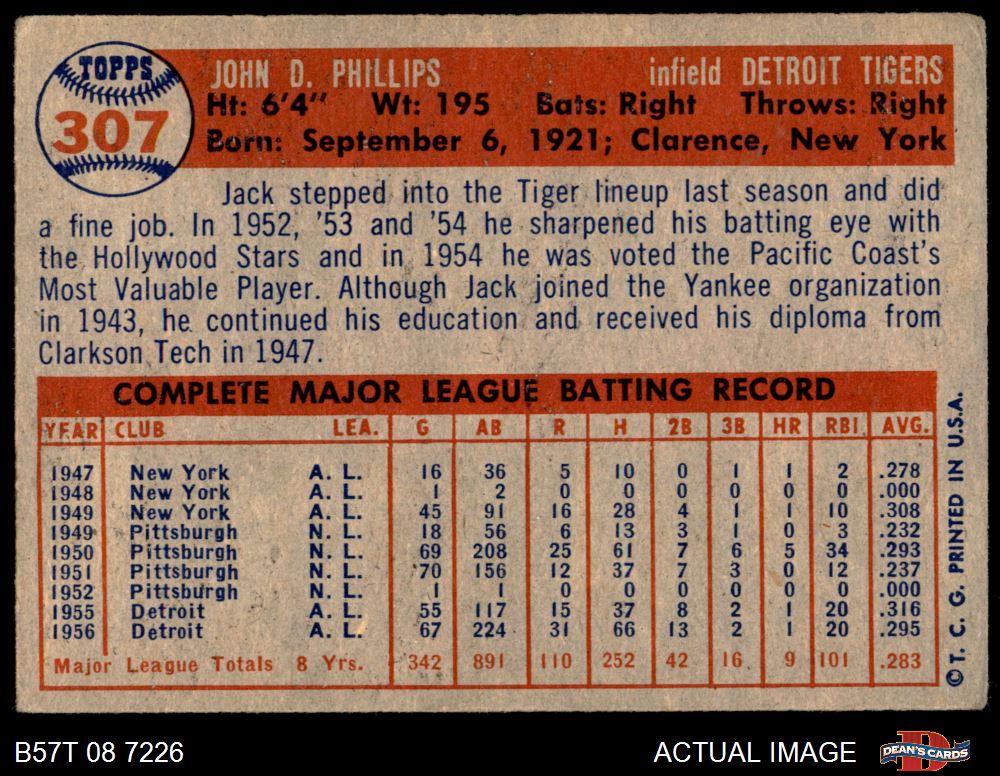 TOPPS
307
JOHN D. PHILLIPS infield DETROIT TIGERS
Ht: 6'4" Wt: 195 Bats: Right Throws: Right
Born: September 6, 1921; Clarence, New York
Jack stepped into the Tiger lineup last season and did
a fine job. In 1952, '53 and '54 he sharpened his batting eye with
the Hollywood Stars and in 1954 he was voted the Pacific Coast's
Most Valuable Player. Although Jack joined the Yankee organization
in 1943, he continued his education and received his diploma from
Clarkson Tech in 1947.
COMPLETE MAJOR LEAGUE BATTING RECORD
YEAR CLUB LEA. G AB R H 2B 3B HR RBI AVG.
1947 New York A. L. 16 36 5 10 0 1 1 2 .278
1948 New York A. L. 1 2 0 0 0 0 0 0 .000
1949 New York A. L. 45 91 16 28 4 1 1 10 .308
1949 Pittsburgh N. L. 18 56 6 13 3 1 0 3 .232
1950 Pittsburgh N. L. 69 208 25 61 7 6 5 34 .293
1951 Pittsburgh N. L. 70 156 12 37 7 3 0 12 .237
1952 Pittsburgh N. L. 1 1 0 0 0 0 0 0 .000
1955 Detroit A. L. 55 117 15 37 8 2 1 20 .316
1956 Detroit A. L. 67 224 31 66 13 2 1 20 .295
Major League Totals 8 Yrs. 342 891 110 252 42 16 9 101 .283
© T. C. G. PRINTED IN U.S.A.
B57T 08 7226 ACTUAL IMAGE
D
DEAN'S CARDS